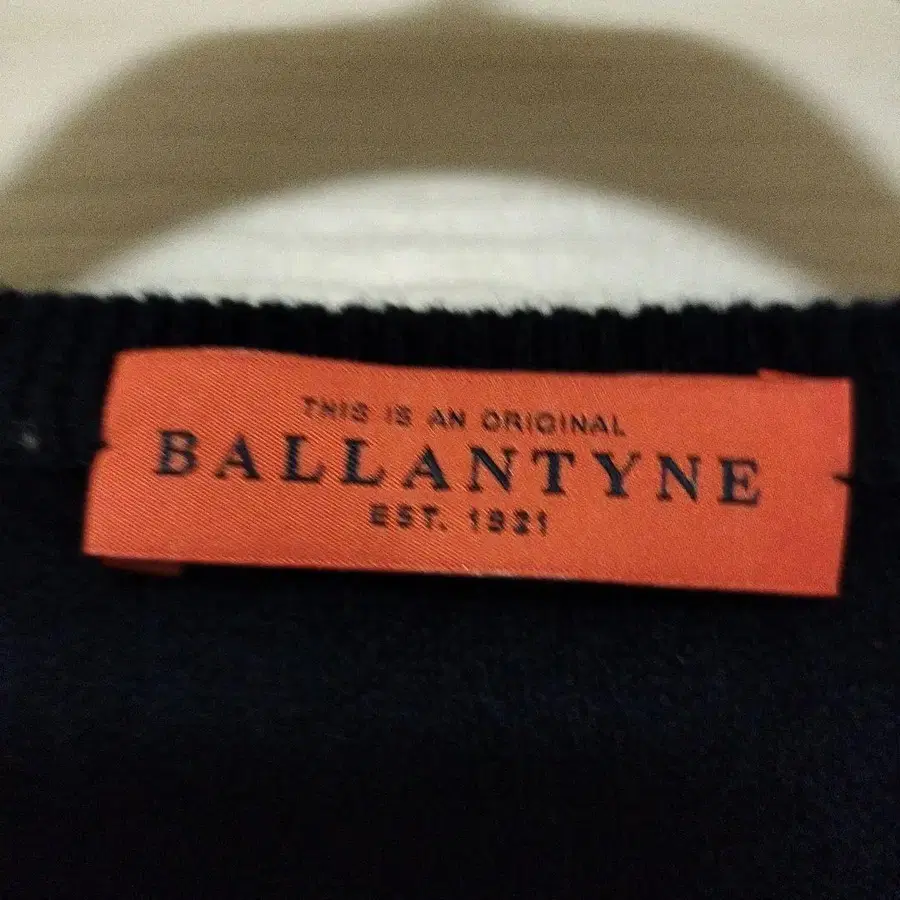 THIS IS AN ORIGINAL
BALLANTYNE
EST. 1921